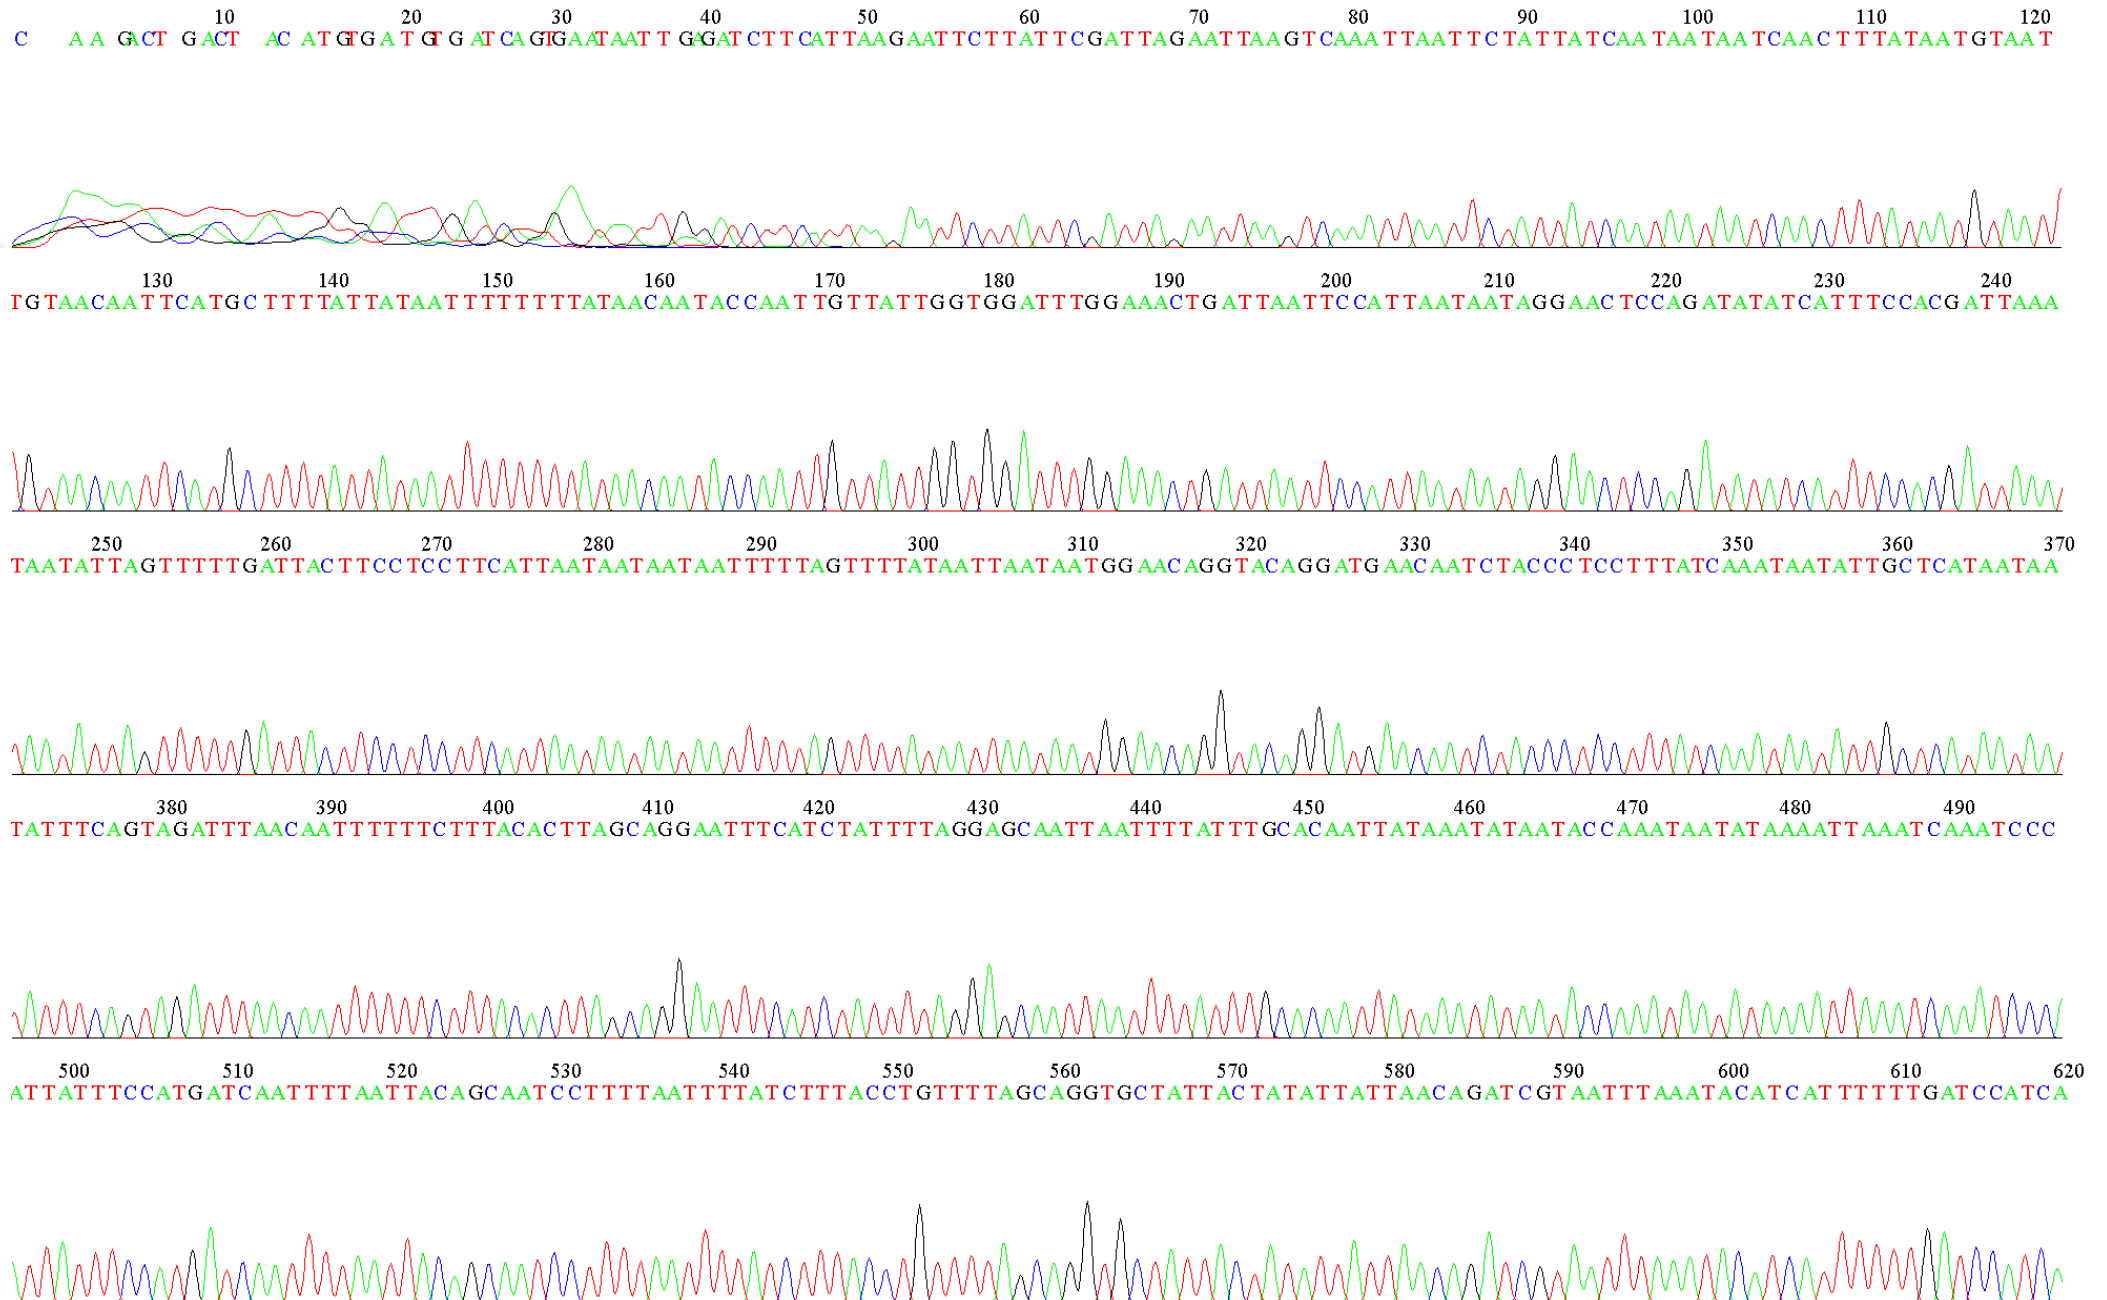 10 20 30 40 50 60 70 80 90 100 110 120
C A A GACT GACT AC ATGTGATGTGATCAGTGAATAATTGAGATCTTCATTAAGAATTCTTATTCGATTAGAATTAAGTCAAATTAATTCTATTATCAATAATAATCAACTTTATAATGTAAT
130 140 150 160 170 180 190 200 210 220 230 240
TGTAACAATTCATGCTTTTATTATAATTTTTTTTATAACAATACCAATTGTTATTGGTGGATTTGGAAACTGATTAATTCCATTAATAATAGGAACTCCAGATATATCATTTCCACGATTAAA
250 260 270 280 290 300 310 320 330 340 350 360 370
TAATATTAGTTTTTGATTACTTCCTCCTTCATTAATAATAATAATTTTTAGTTTTATAATTAATAATGGAACAGGTACAGGATGAACAATCTACCCTCCTTTATCAAATAATATTGCTCATAATAA
380 390 400 410 420 430 440 450 460 470 480 490
TATTTCAGTAGATTTAACAATTTTTTCTTTACACTTAGCAGGAATTTCATCTATTTTAGGAGCAATTAATTTTATTTGCACAATTATAAATATAATACCAAATAATATAAAATTAAATCAAATCCC
500 510 520 530 540 550 560 570 580 590 600 610 620
ATTATTTCCATGATCAATTTTAATTACAGCAATCCTTTTAATTTTATCTTTACCTGTTTTAGCAGGTGCTATTACTATATTATTAACAGATCGTAATTTAAATACATCATTTTTTGATCCATCA